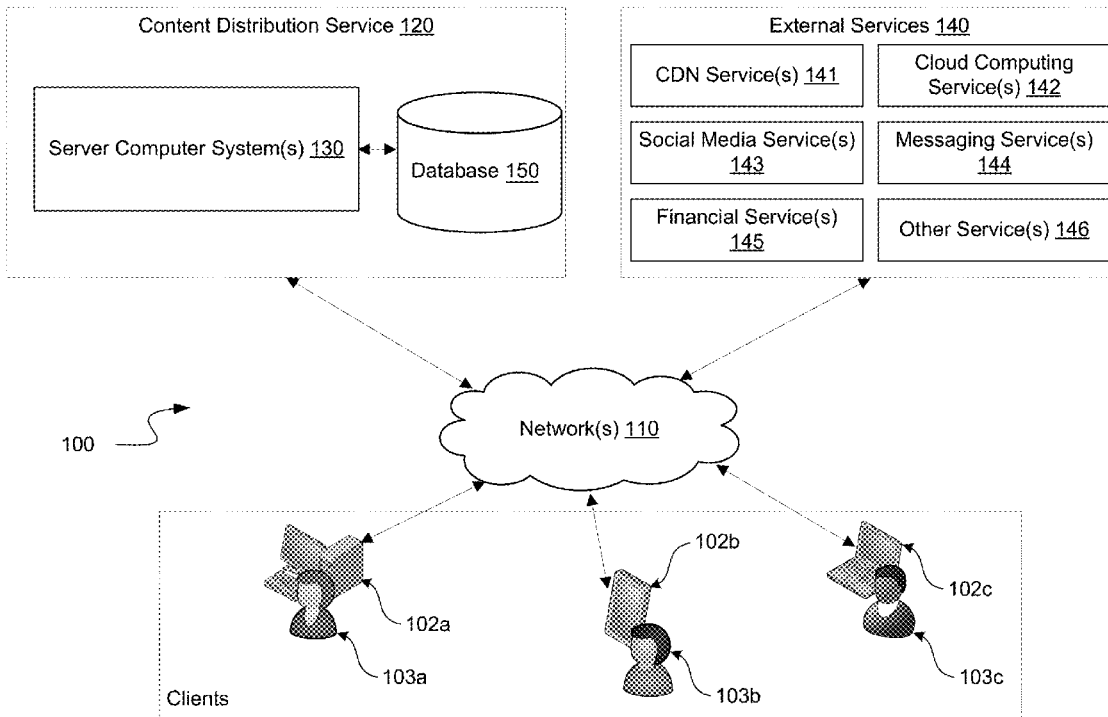 Content Distribution Service 120
Server Computer System(s) 130
Database 150
External Services 140
CDN Service(s) 141
Cloud Computing
Service(s) 142
Social Media Service(s)
143
Messaging Service(s)
144
Financial Service(s)
145
Other Service(s) 146
Network(s) 110
100
102a
103a
102b
103b
102c
103c
Clients